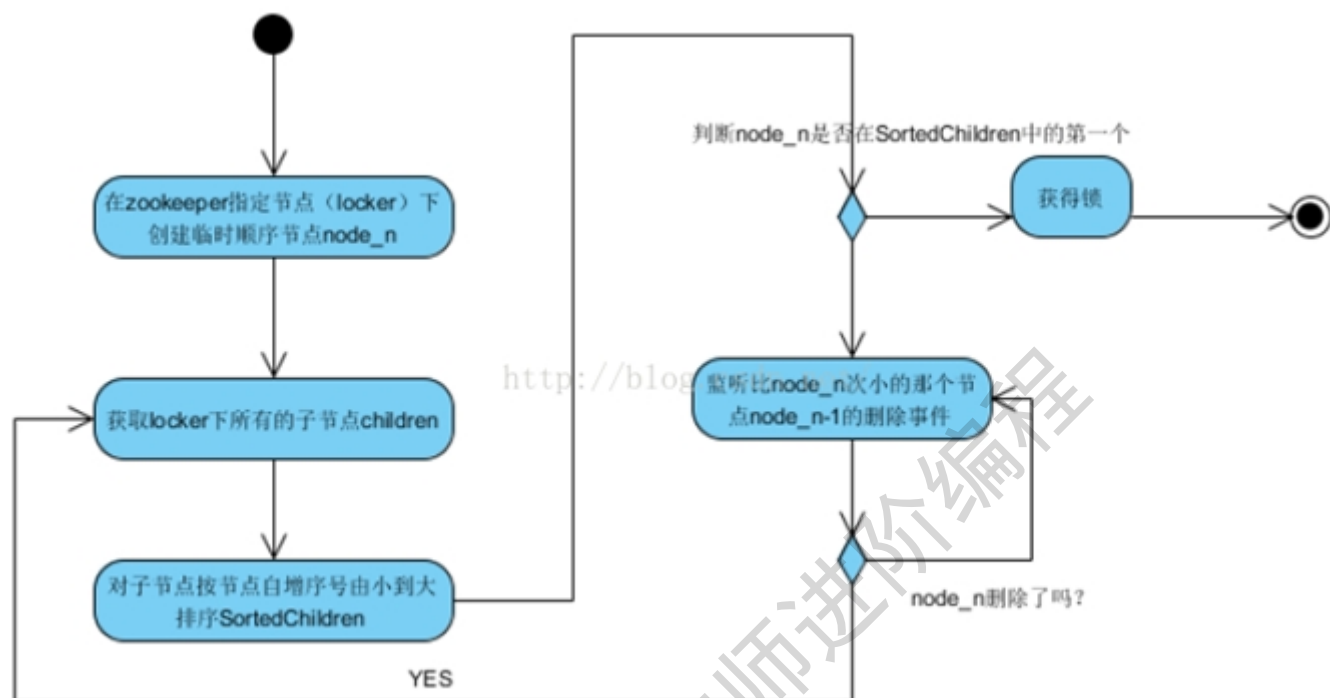 在zookeeper指定节点（locker）下
创建临时顺序节点node_n
获取locker下所有的子节点children
对子节点按节点自增序号由小到大
排序SortedChildren
YES
判断node_n是否在SortedChildren中的第一个
获得锁
http://blog
监听比node_n次小的那个节
点node_n-1的删除事件
node_n删除了吗?
师进阶编程